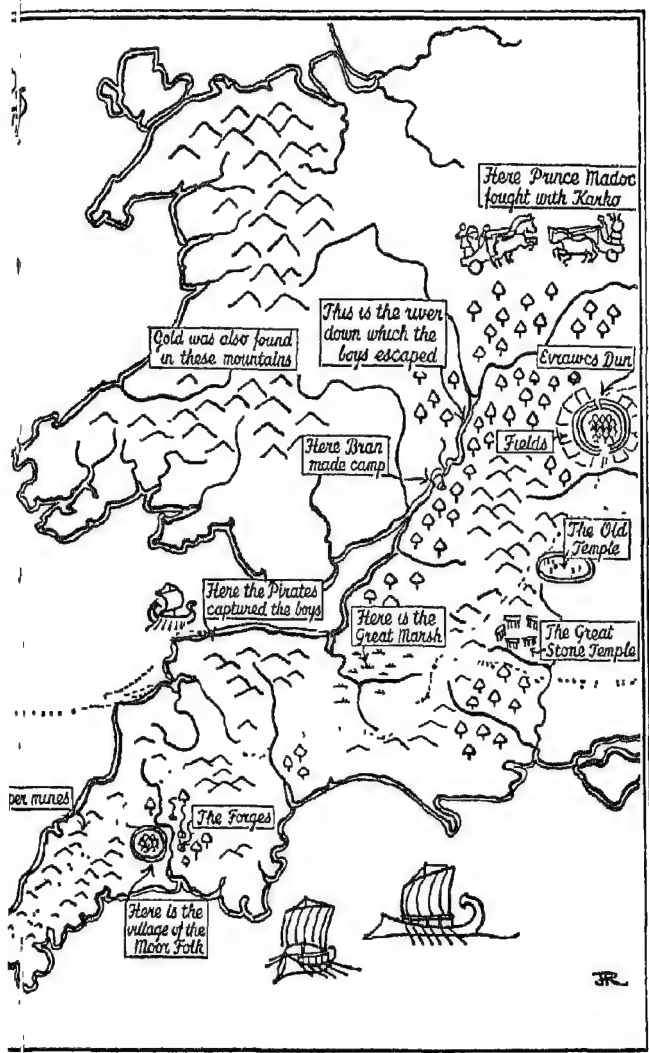 Here Prince Madoc
fought with Karko
This is the river
down which the
boys escaped
Gold was also found
in these mountains
Evrawcs Dun
Fields
Here Bran
made camp
The Old
Temple
Here the Pirates
captured the boys
Here is the
Great Marsh
The Great
Stone Temple
per mines
The Forges
Here is the
village of the
Moor Folk